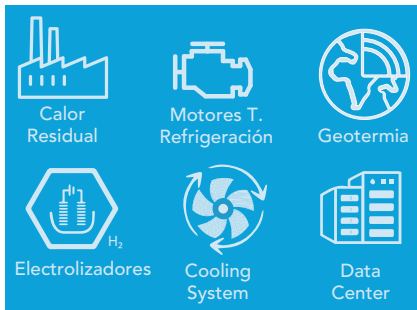 Calor
Residual
Motores T.
Refrigeración
Geotermia
H₂
Electrolizadores
Cooling
System
Data
Center